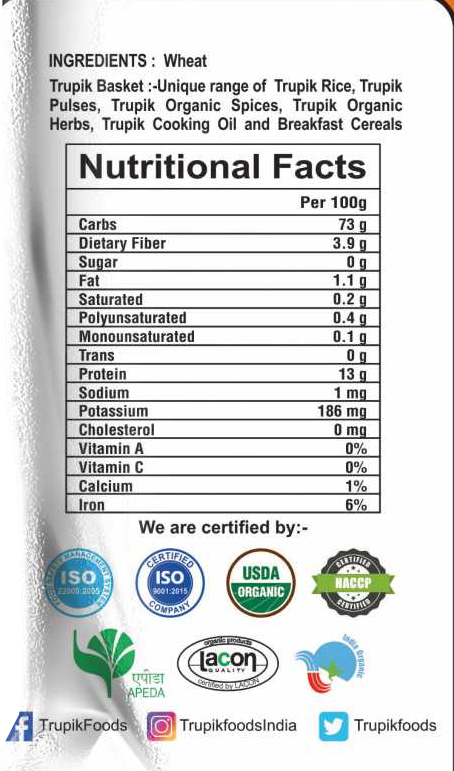 INGREDIENTS : Wheat
Trupik Basket :-Unique range of Trupik Rice, Trupik
Pulses, Trupik Organic Spices, Trupik Organic
Herbs, Trupik Cooking Oil and Breakfast Cereals
Nutritional Facts
Per 100g
Carbs 73 g
Dietary Fiber 3.9 g
Sugar 0 g
Fat 1.1 g
Saturated 0.2 g
Polyunsaturated 0.4 g
Monounsaturated 0.1 g
Trans 0 g
Protein 13 g
Sodium 1 mg
Potassium 186 mg
Cholesterol 0 mg
Vitamin A 0%
Vitamin C 0%
Calcium 1%
Iron 6%
We are certified by:-
FOOD SAFETY MANAGEMENT SYSTEM
ISO
22000:2005
CERTIFIED
ISO
9001:2015
COMPANY
USDA
ORGANIC
CERTIFIED
HACCP
CERTIFIED
एपीडा
APEDA
organic products
lacon
QUALITY
certified by LACON
India Organic
TrupikFoods
TrupikfoodsIndia
Trupikfoods